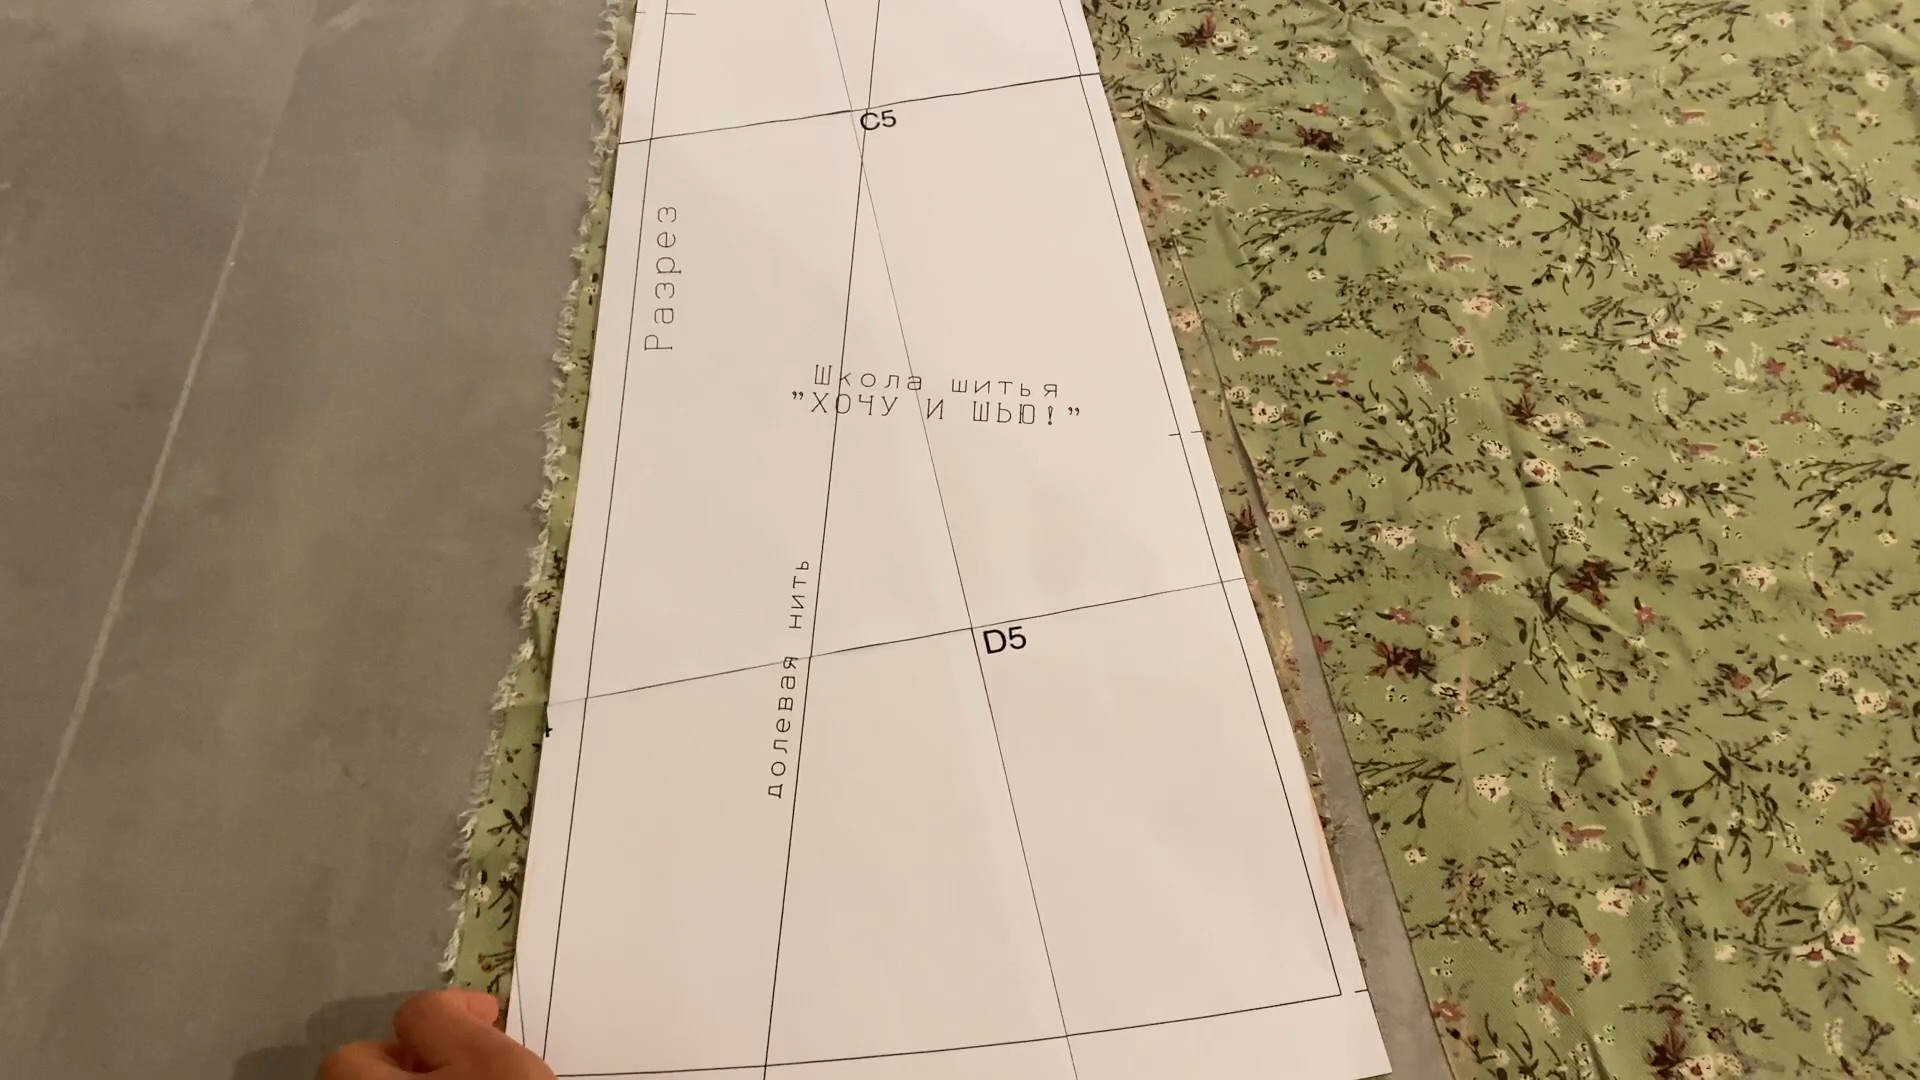 C5
Разрез
Школа шитья
"ХОЧУ И ШЬЮ!"
долевая нить
D5